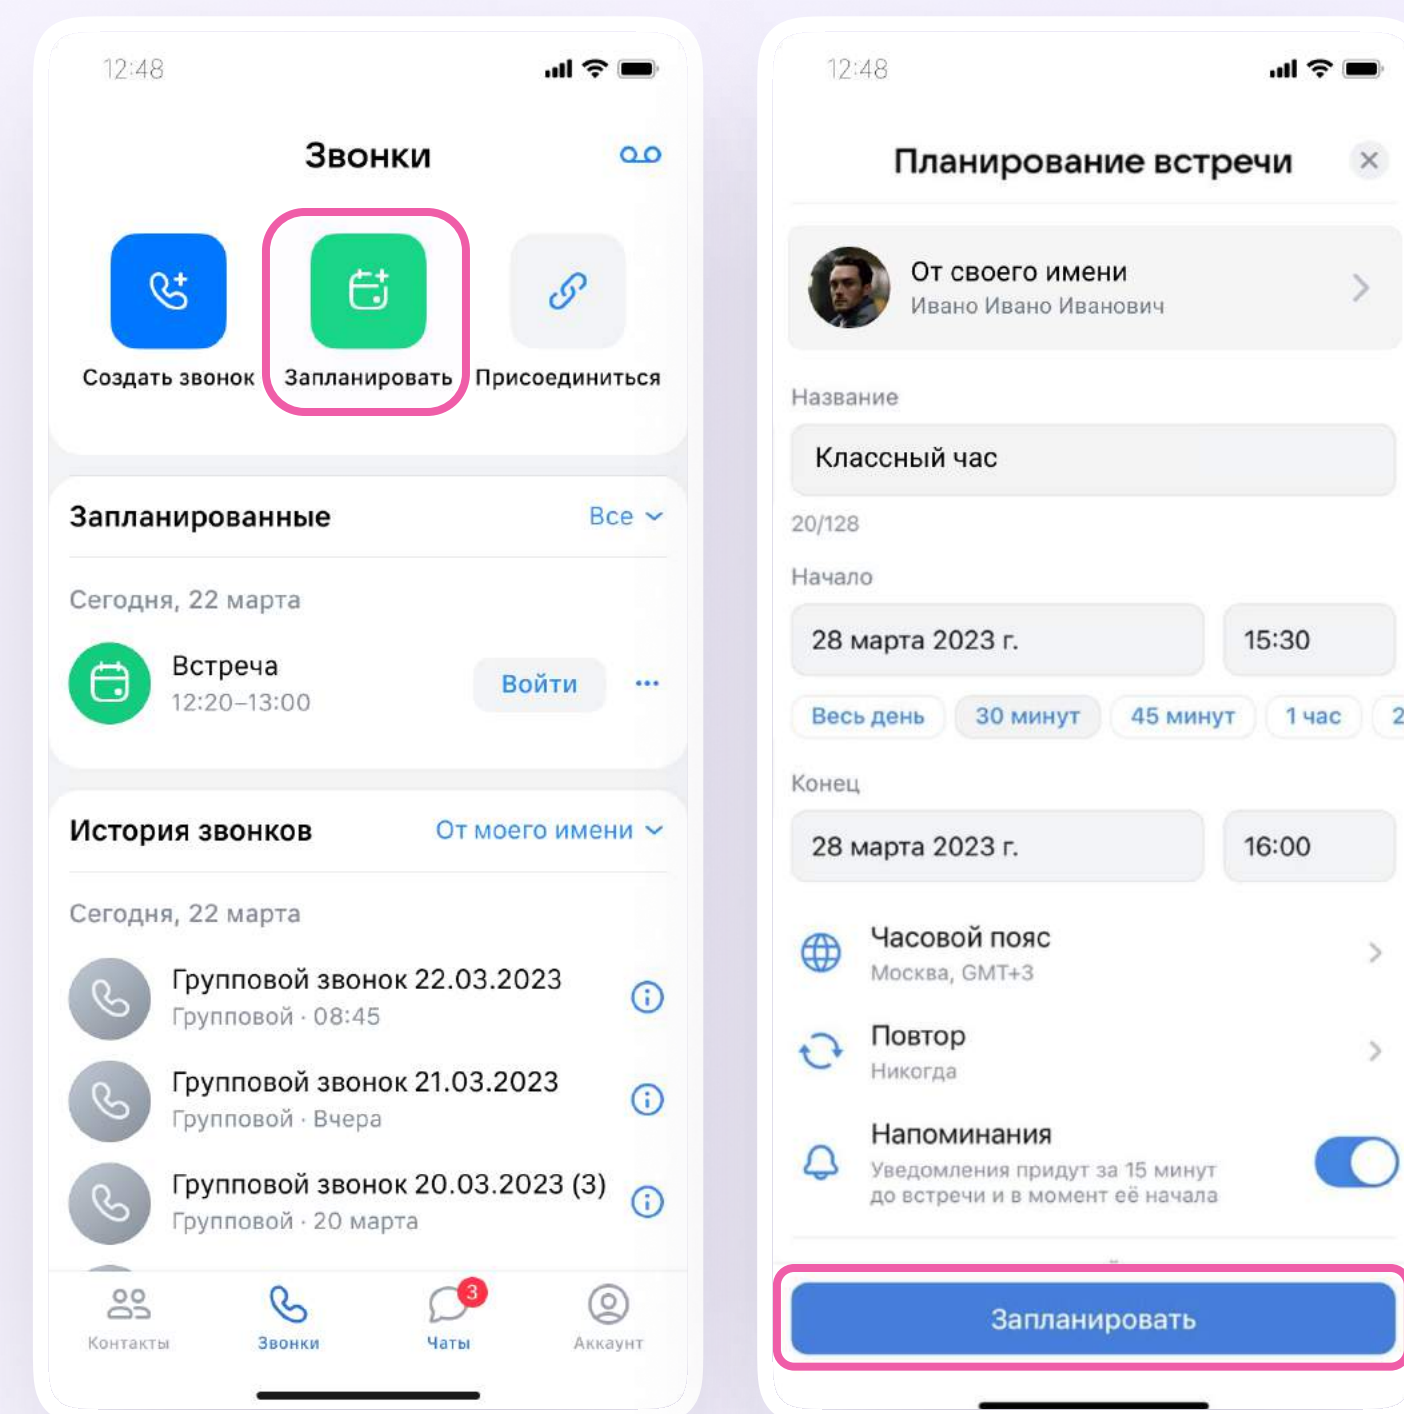 12:48
Звонки
Создать звонок
Запланировать
Присоединиться
Запланированные
Все
Сегодня, 22 марта
Встреча
12:20–13:00
Войти
История звонков
От моего имени
Сегодня, 22 марта
Групповой звонок 22.03.2023
Групповой · 08:45
Групповой звонок 21.03.2023
Групповой · Вчера
Групповой звонок 20.03.2023 (3)
Групповой · 20 марта
3
Контакты
Звонки
Чаты
Аккаунт
12:48
Планирование встречи
От своего имени
Ивано Ивано Иванович
Название
Классный час
20/128
Начало
28 марта 2023 г.
15:30
Весь день
30 минут
45 минут
1 час
2
Конец
28 марта 2023 г.
16:00
Часовой пояс
Москва, GMT+3
Повтор
Никогда
Напоминания
Уведомления придут за 15 минут
до встречи и в момент её начала
Запланировать